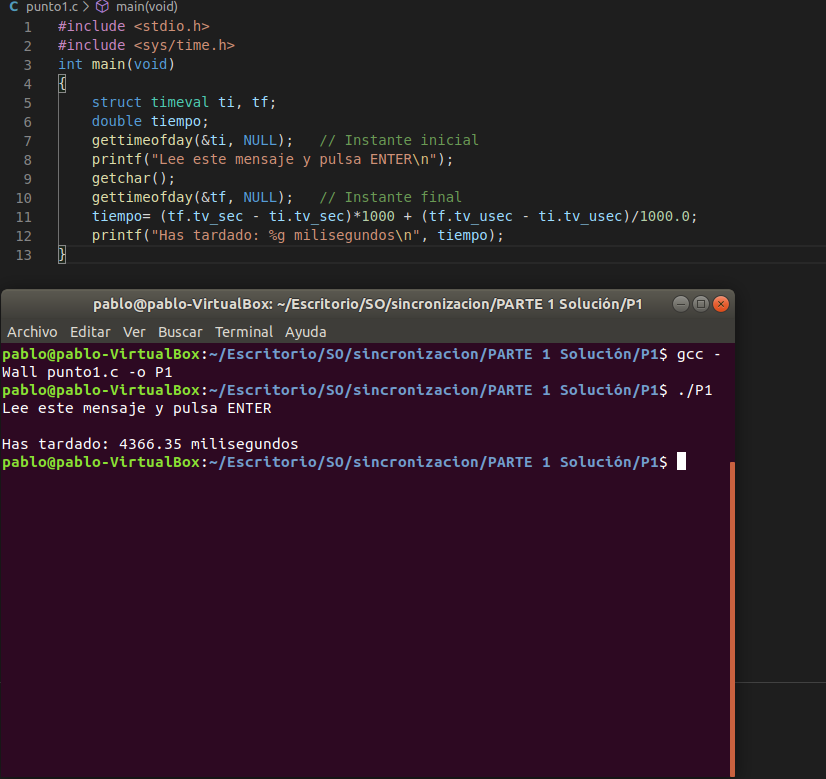 C punto1.c > main(void)
1 #include <stdio.h>
2 #include <sys/time.h>
3 int main(void)
4 {
5     struct timeval ti, tf;
6     double tiempo;
7     gettimeofday(&ti, NULL);   // Instante inicial
8     printf("Lee este mensaje y pulsa ENTER\n");
9     getchar();
10     gettimeofday(&tf, NULL);   // Instante final
11     tiempo= (tf.tv_sec - ti.tv_sec)*1000 + (tf.tv_usec - ti.tv_usec)/1000.0;
12     printf("Has tardado: %g milisegundos\n", tiempo);
13 }
pablo@pablo-VirtualBox: ~/Escritorio/SO/sincronizacion/PARTE 1 Solución/P1
Archivo Editar Ver Buscar Terminal Ayuda
pablo@pablo-VirtualBox:~/Escritorio/SO/sincronizacion/PARTE 1 Solución/P1$ gcc -
Wall punto1.c -o P1
pablo@pablo-VirtualBox:~/Escritorio/SO/sincronizacion/PARTE 1 Solución/P1$ ./P1
Lee este mensaje y pulsa ENTER
Has tardado: 4366.35 milisegundos
pablo@pablo-VirtualBox:~/Escritorio/SO/sincronizacion/PARTE 1 Solución/P1$